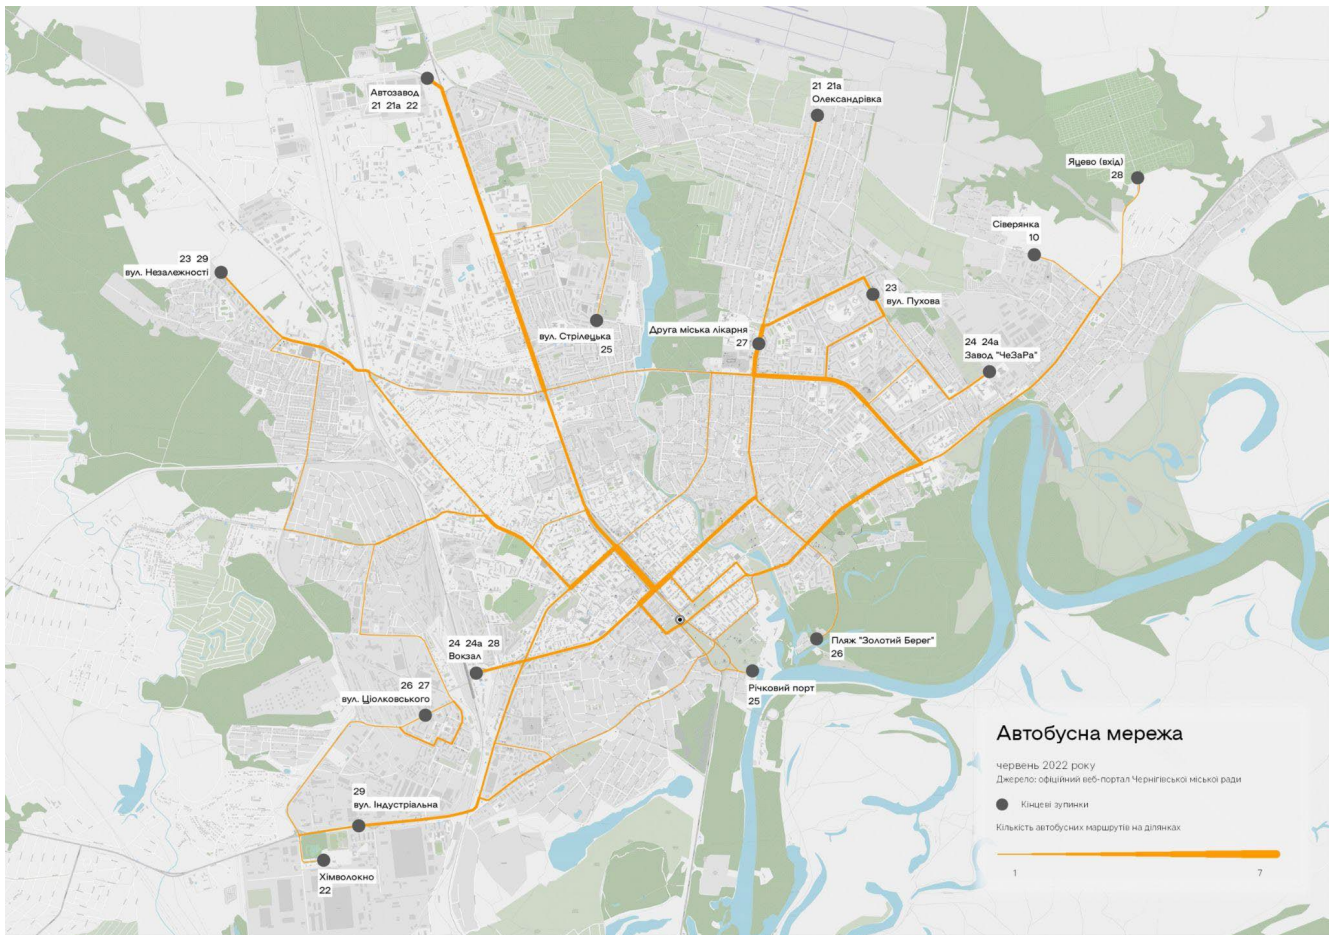 Автозавод
21 21а 22
21 21а
Олександрівка
Яцево (вхід)
28
Сіверянка
10
23 29
вул. Незалежності
23
вул. Пухова
вул. Стрілецька
25
Друга міська лікарня
27
24 24а
Завод "ЧеЗаРа"
24 24а 28
Вокзал
Пляж "Золотий Берег"
26
26 27
вул. Ціолковського
Річковий порт
25
29
вул. Індустріальна
Хімволокно
22
Автобусна мережа
червень 2022 року
Джерело: офіційний веб-портал Чернігівської міської ради
Кінцеві зупинки
Кількість автобусних маршрутів на ділянках
1 7